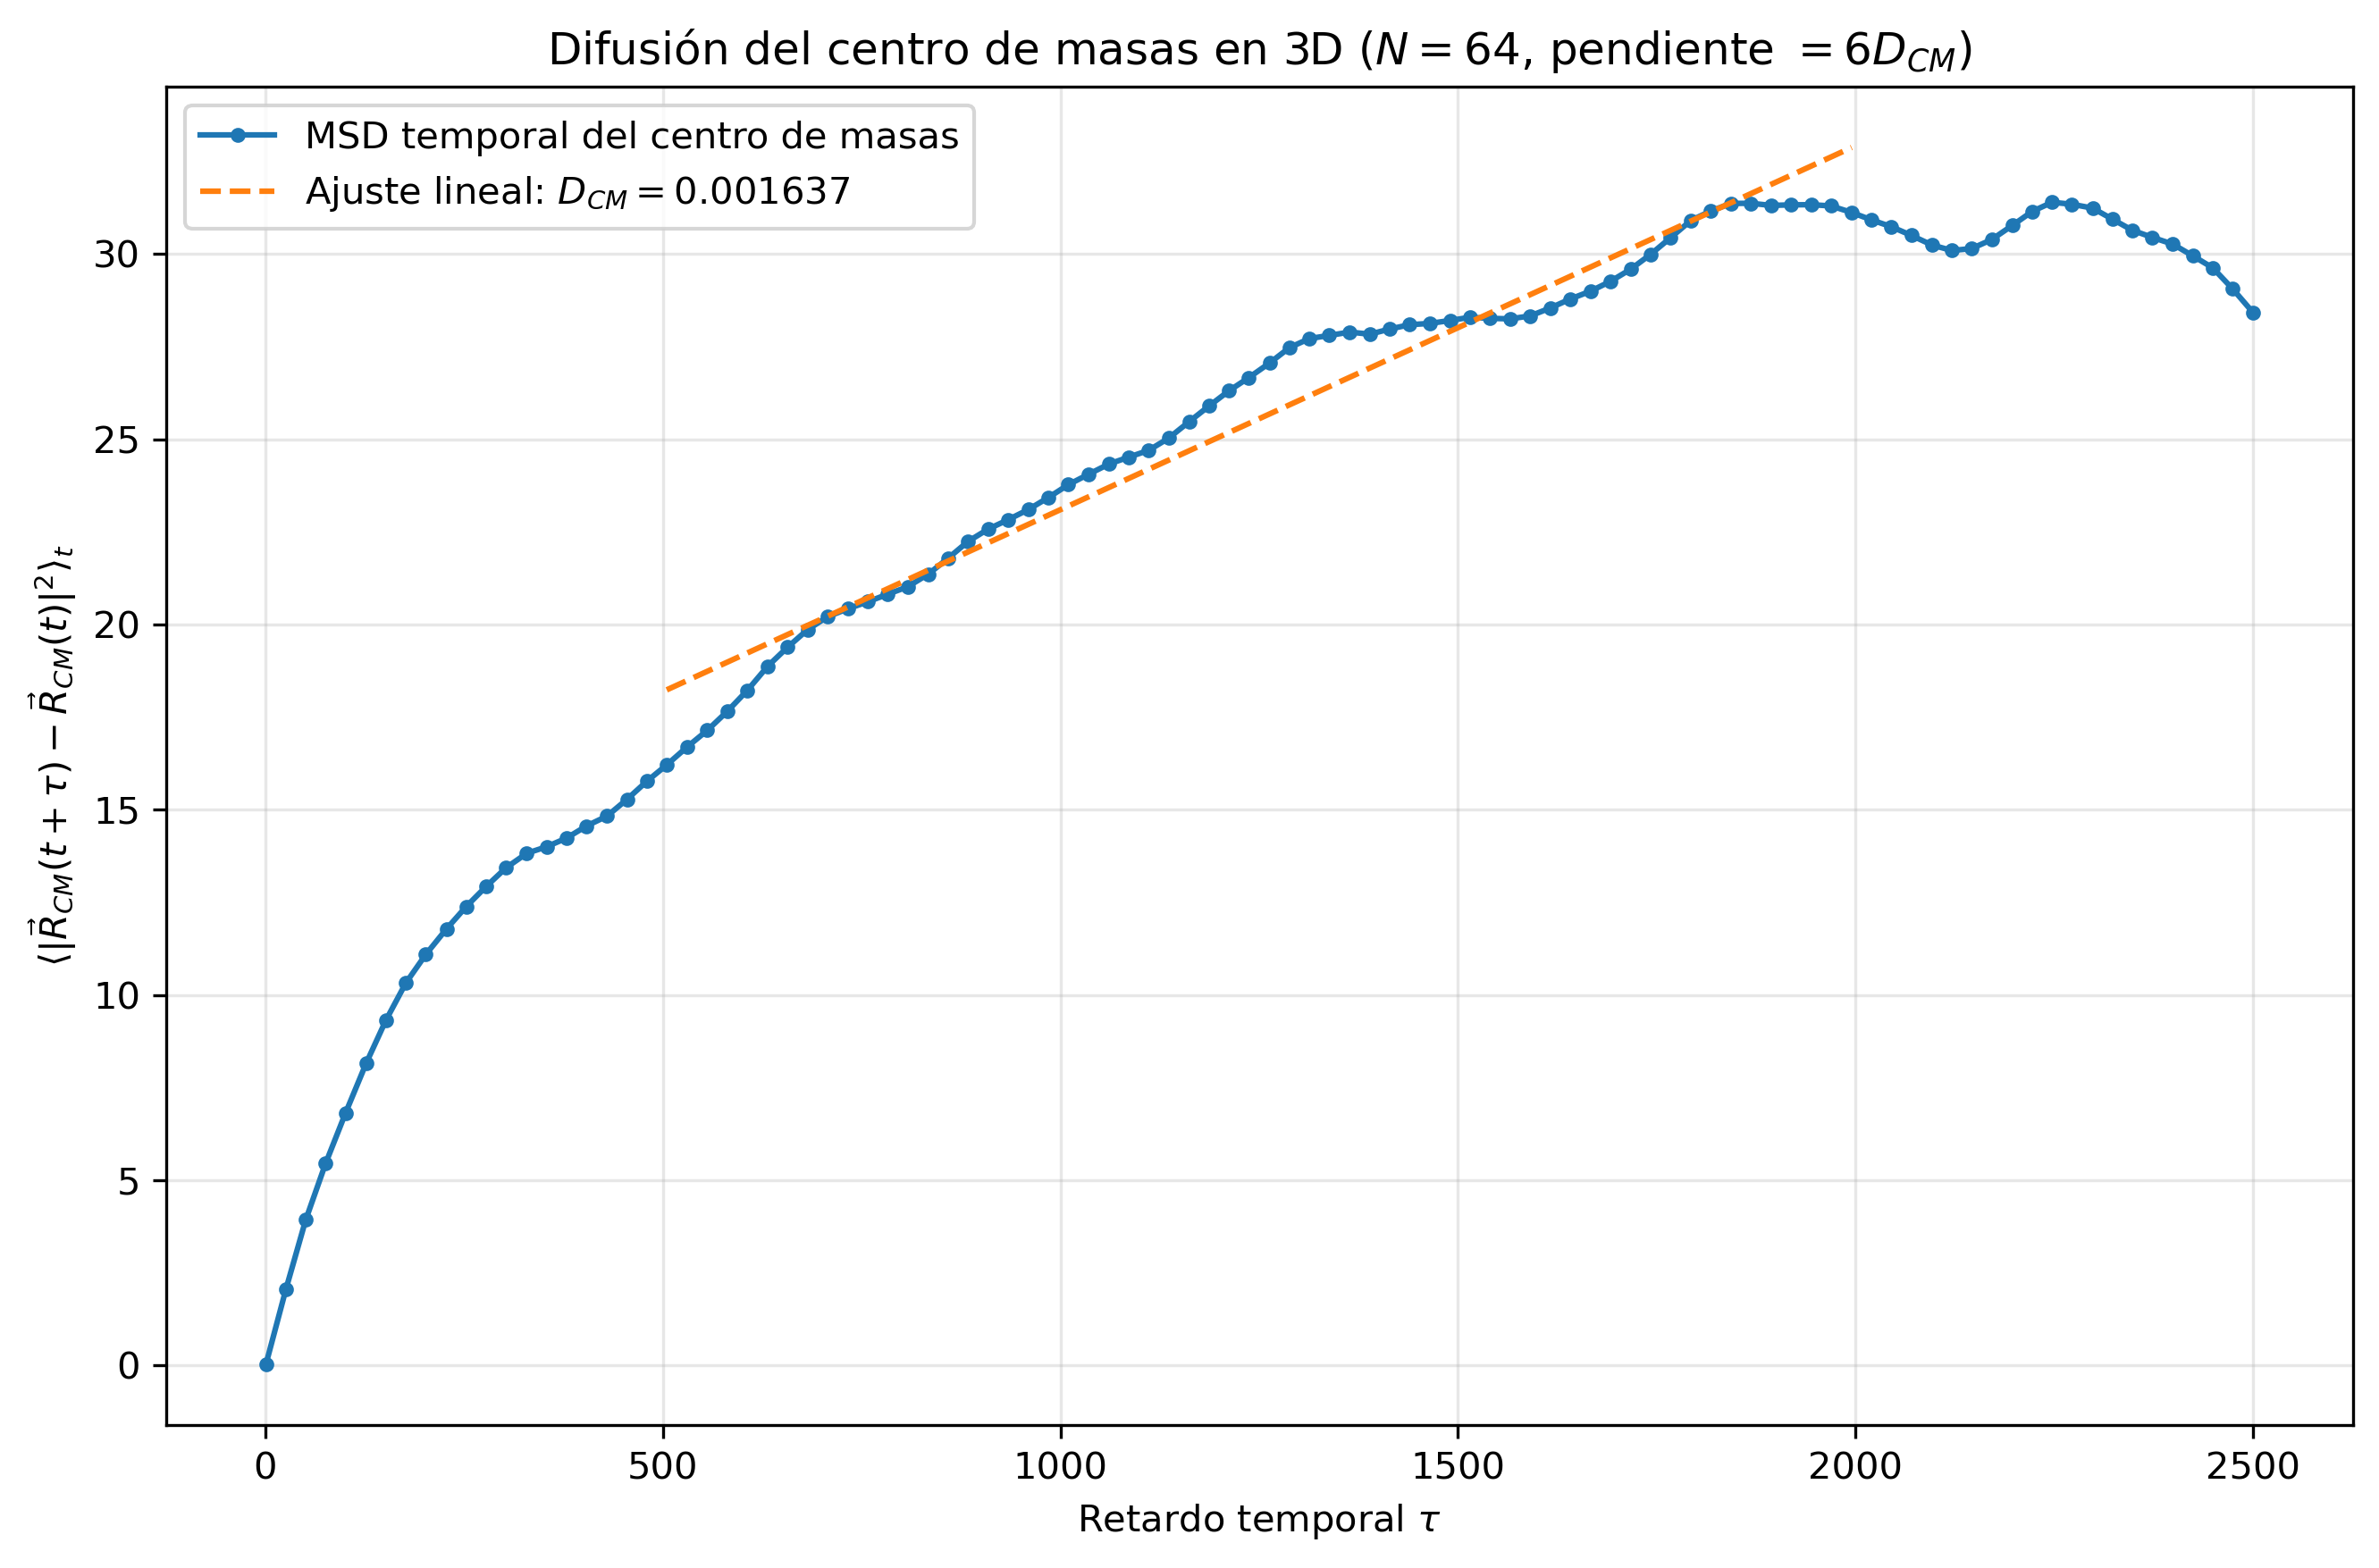 Difusión del centro de masas en 3D (N = 64, pendiente = 6D_CM)
MSD temporal del centro de masas
Ajuste lineal: D_CM = 0.001637
⟨|R⃗_CM(t + τ) − R⃗_CM(t)|²⟩_t
30
25
20
15
10
5
0
0 500 1000 1500 2000 2500
Retardo temporal τ